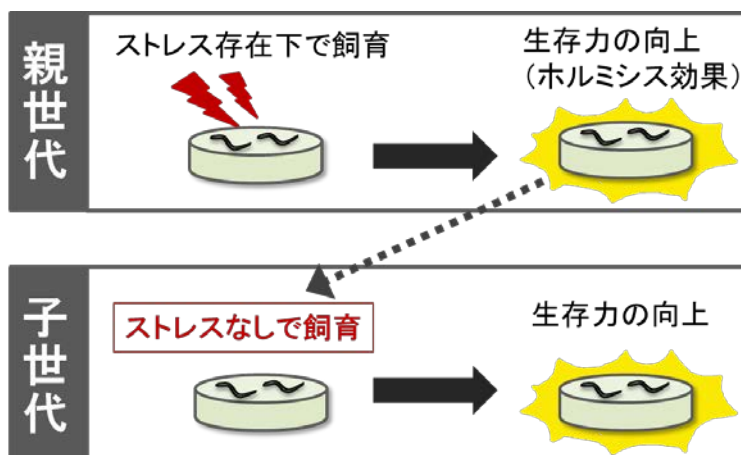 親世代
ストレス存在下で飼育
生存力の向上
（ホルミシス効果）
子世代
ストレスなしで飼育
生存力の向上